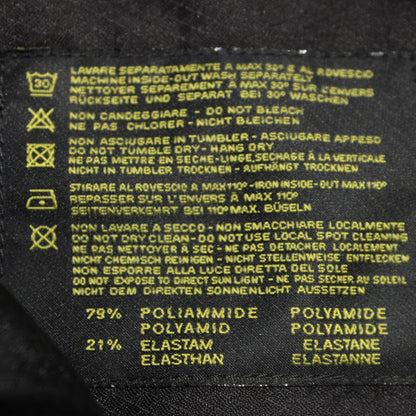 LAVARE SEPARATAMENTE A MAX 30° E AL ROVESCIO
MACHINE INSIDE-OUT WASH SEPARATELY
NETTOYER SEPAREMENT A MAX 30° SUR L'ENVERS
30 RÜCKSEITE UND SEPARAT BEI 30° WASCHEN
NON CANDEGGIARE - DO NOT BLEACH
NE PAS CHLORER - NICHT BLEICHEN
NON ASCIUGARE IN TUMBLER - ASCIUGARE APPESO
DO NOT TUMBLE DRY - HANG DRY
NE PAS METTRE EN SECHE-LINGE, SECHAGE A LA VERTICALE
NICHT IM TUMBLER TROCKNEN - AUFHÄNGT TROCKNEN
STIRARE AL ROVESCIO A MAX 110° - IRON INSIDE-OUT MAX 110°
REPASSER SUR L'ENVERS À MAX 110°
SEITENVERKEHRT BEI 110° MAX. BÜGELN
NON LAVARE A SECCO - NON SMACCHIARE LOCALMENTE
DO NOT DRY CLEAN - DO NOT USE LOCAL SPOT CLEANING
NE PAS NETTOYER A SEC - NE PAS DETACHER LOCALEMENT
NICHT CHEMISCH REINIGEN - NICHT STELLENWEISE ENTFLECKEN
NON ESPORRE ALLA LUCE DIRETTA DEL SOLE
DO NOT EXPOSE TO DIRECT SUN LIGHT - NE PAS SECHER AU SOLEIL
NICHT DEM DIREKTEN SONNENLICHT AUSSETZEN
79% POLIAMMIDE POLYAMIDE
POLYAMID POLYAMIDE
21% ELASTAM ELASTANE
ELASTHAN ELASTANNE